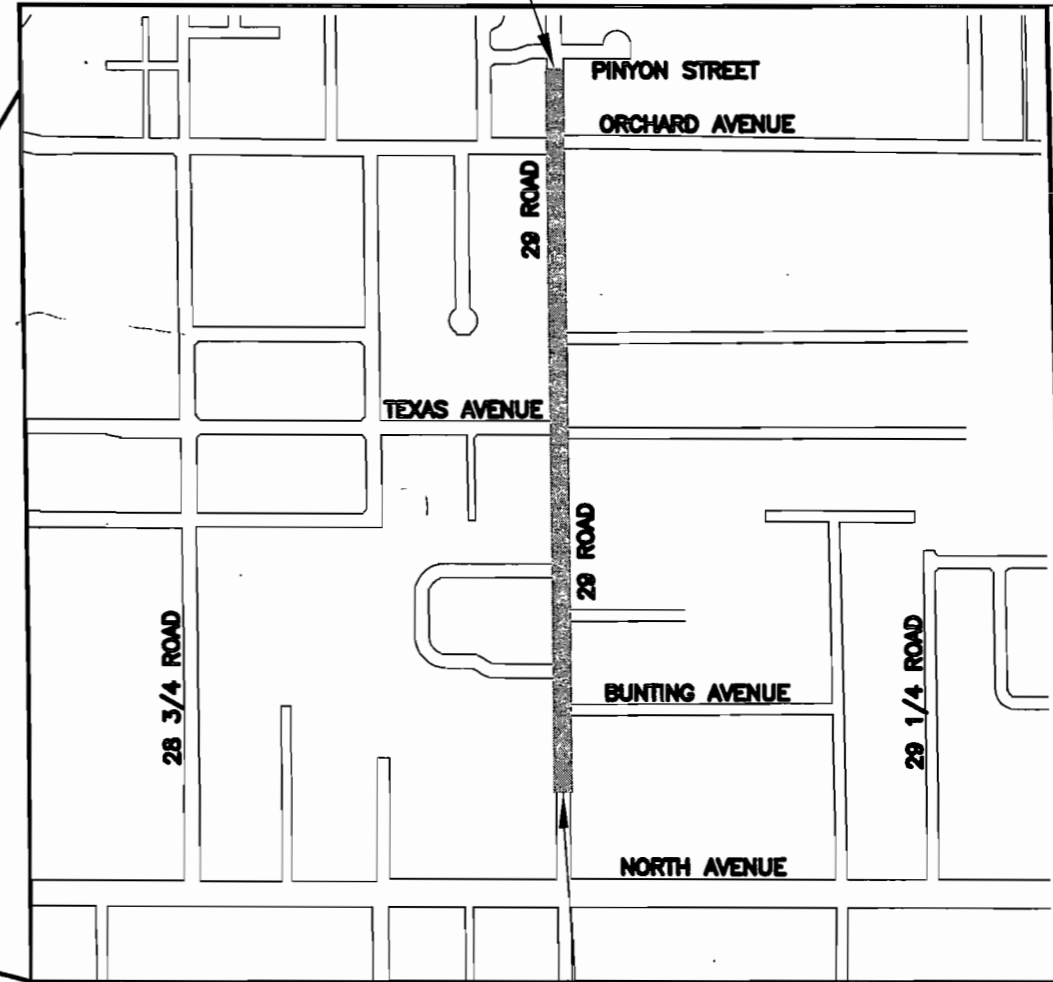 PINYON STREET
ORCHARD AVENUE
29 ROAD
TEXAS AVENUE
29 ROAD
28 3/4 ROAD
29 1/4 ROAD
BUNTING AVENUE
NORTH AVENUE